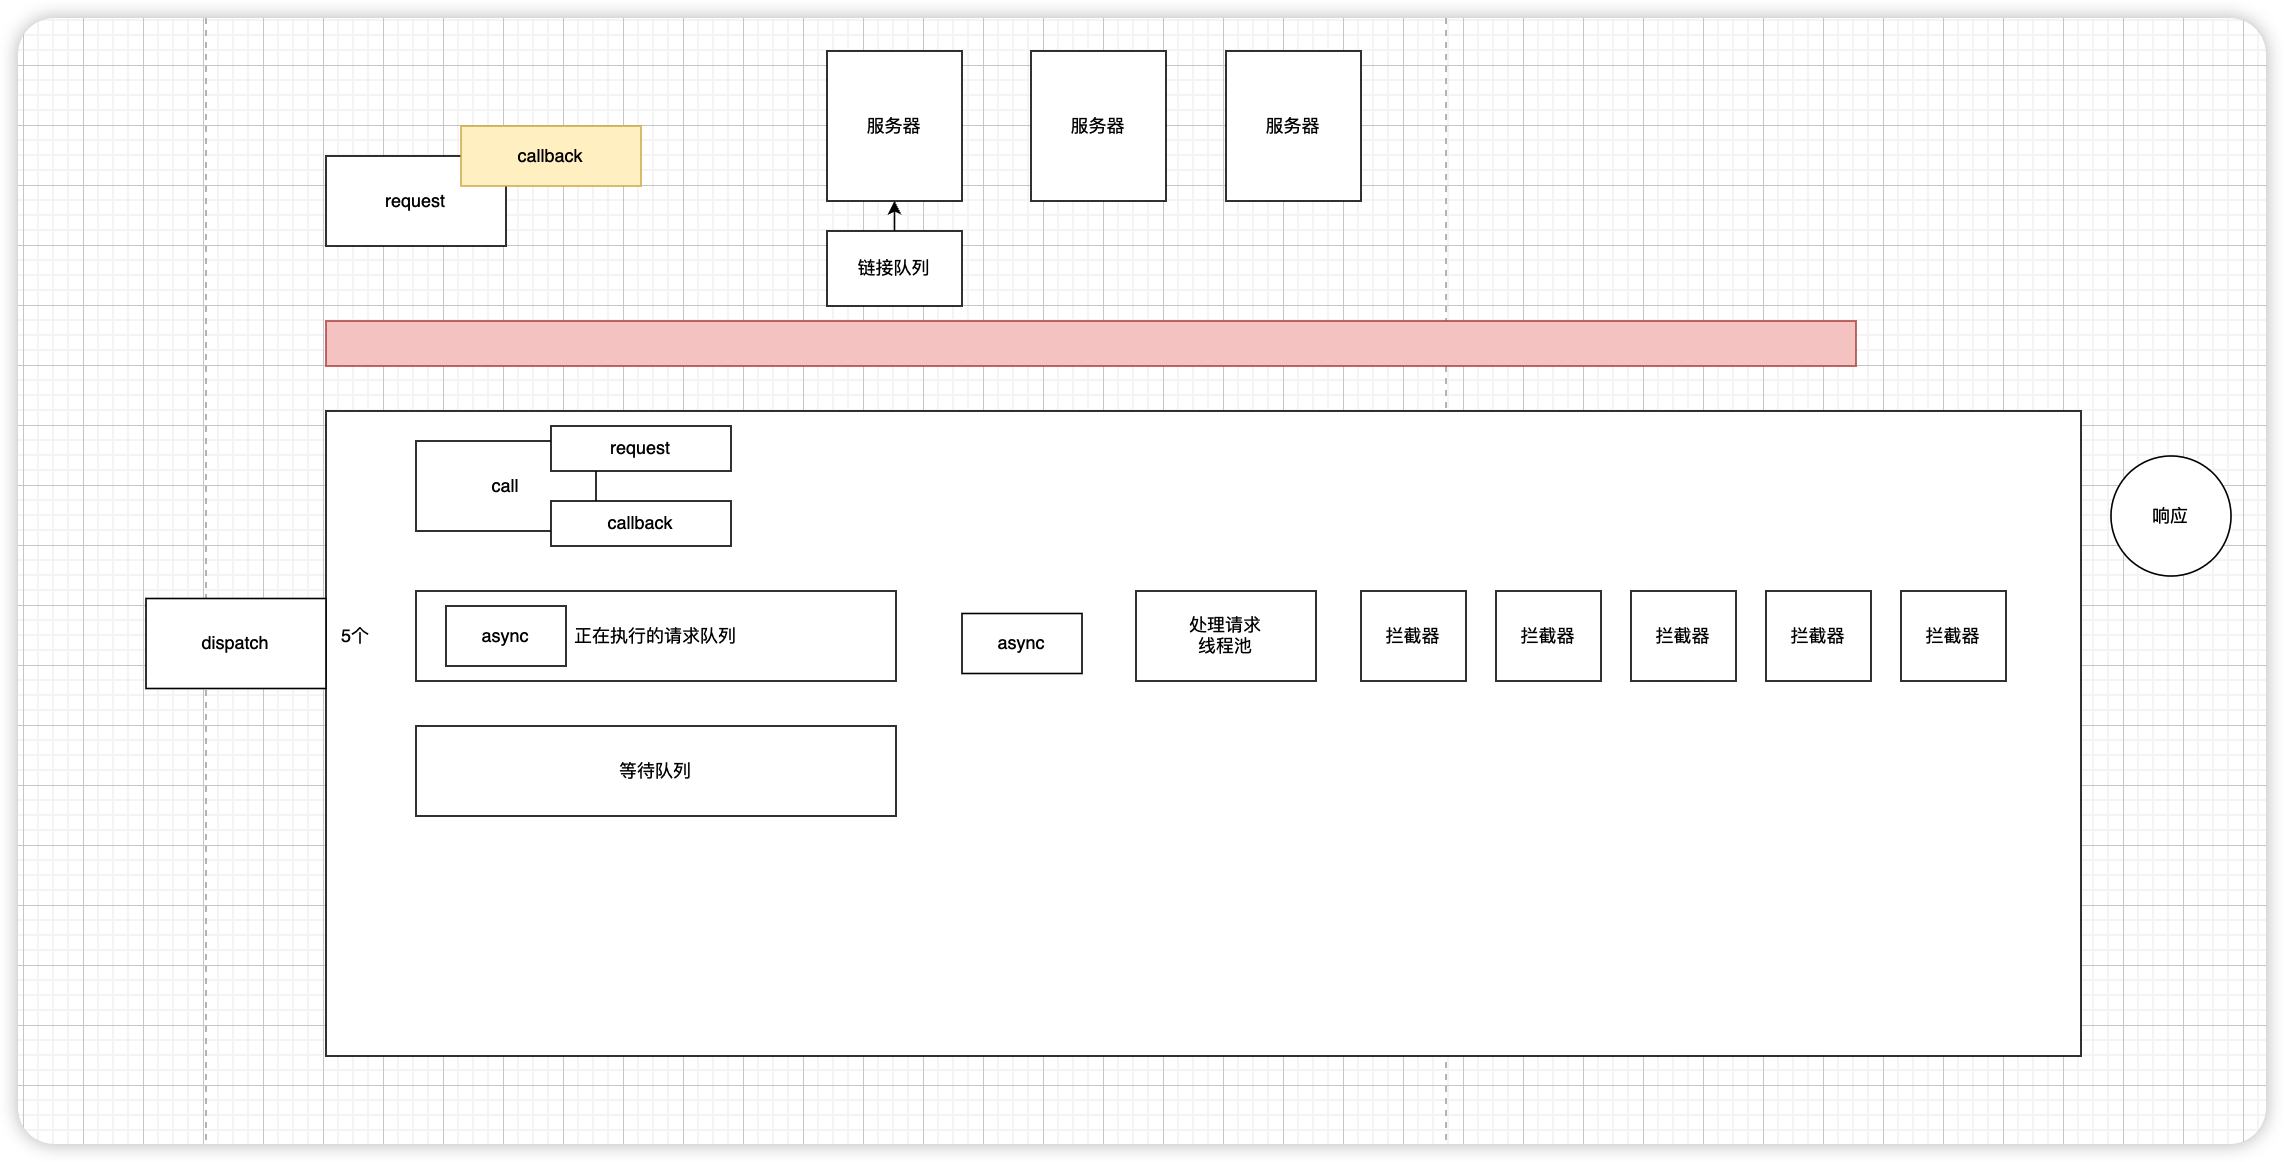 服务器
服务器
服务器
callback
request
链接队列
request
call
callback
响应
dispatch
5个
async
正在执行的请求队列
async
处理请求
线程池
拦截器
拦截器
拦截器
拦截器
拦截器
等待队列